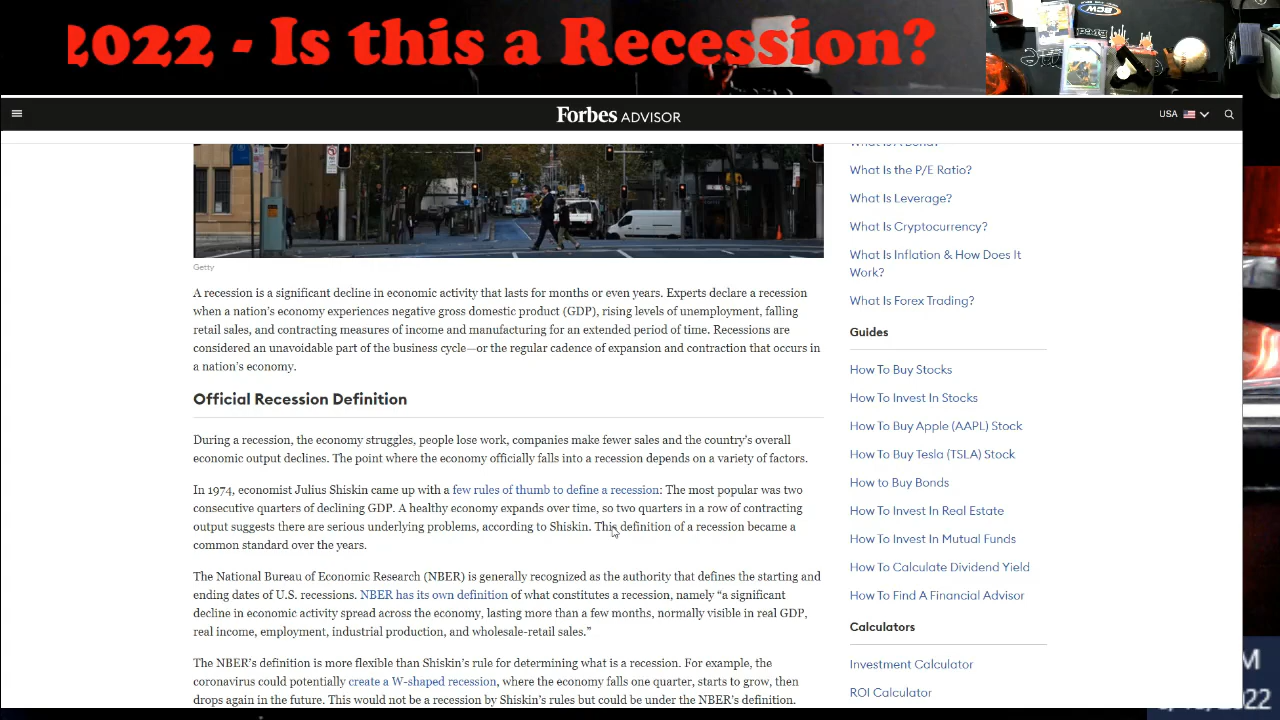 2022 - Is this a Recession?
BCW
Forbes ADVISOR
USA
What Is the P/E Ratio?
What Is Leverage?
What Is Cryptocurrency?
What Is Inflation & How Does It
Work?
What Is Forex Trading?
Guides
How To Buy Stocks
How To Invest In Stocks
How To Buy Apple (AAPL) Stock
How To Buy Tesla (TSLA) Stock
How to Buy Bonds
How To Invest In Real Estate
How To Invest In Mutual Funds
How To Calculate Dividend Yield
How To Find A Financial Advisor
Calculators
Investment Calculator
ROI Calculator
Getty
A recession is a significant decline in economic activity that lasts for months or even years. Experts declare a recession
when a nation's economy experiences negative gross domestic product (GDP), rising levels of unemployment, falling
retail sales, and contracting measures of income and manufacturing for an extended period of time. Recessions are
considered an unavoidable part of the business cycle—or the regular cadence of expansion and contraction that occurs in
a nation's economy.
Official Recession Definition
During a recession, the economy struggles, people lose work, companies make fewer sales and the country's overall
economic output declines. The point where the economy officially falls into a recession depends on a variety of factors.
In 1974, economist Julius Shiskin came up with a few rules of thumb to define a recession: The most popular was two
consecutive quarters of declining GDP. A healthy economy expands over time, so two quarters in a row of contracting
output suggests there are serious underlying problems, according to Shiskin. This definition of a recession became a
common standard over the years.
The National Bureau of Economic Research (NBER) is generally recognized as the authority that defines the starting and
ending dates of U.S. recessions. NBER has its own definition of what constitutes a recession, namely “a significant
decline in economic activity spread across the economy, lasting more than a few months, normally visible in real GDP,
real income, employment, industrial production, and wholesale-retail sales.”
The NBER's definition is more flexible than Shiskin's rule for determining what is a recession. For example, the
coronavirus could potentially create a W-shaped recession, where the economy falls one quarter, starts to grow, then
drops again in the future. This would not be a recession by Shiskin's rules but could be under the NBER's definition.